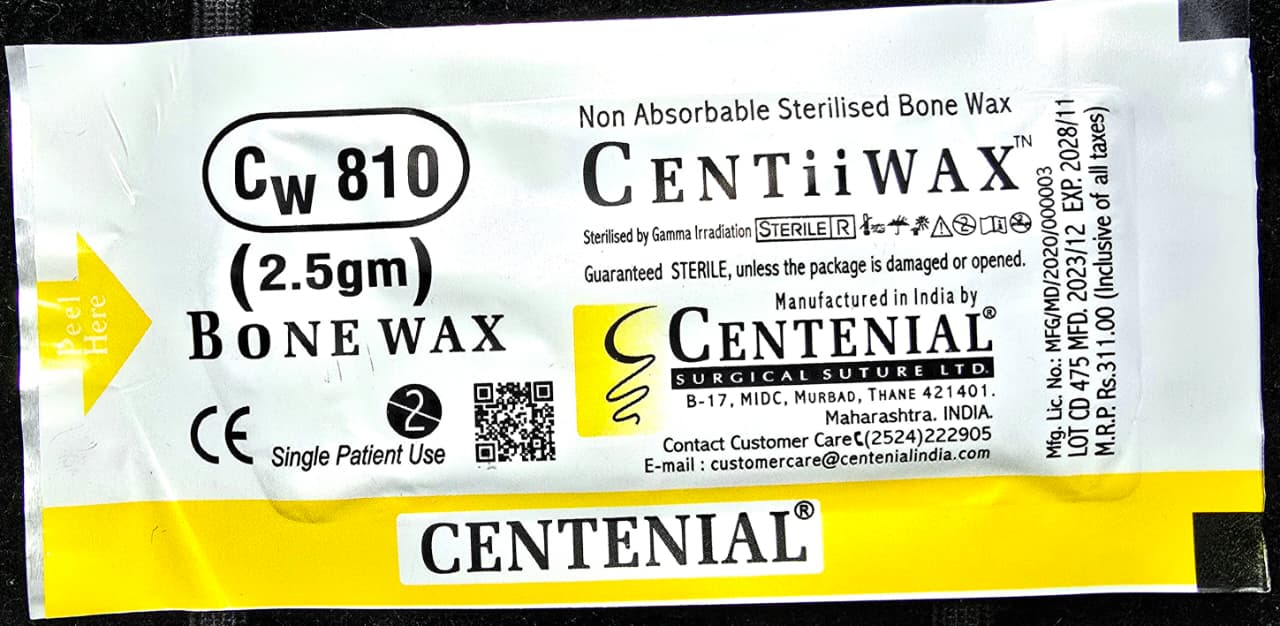 Peel
Here
CW 810
(2.5gm)
BONE WAX
CE
2
Single Patient Use
Non Absorbable Sterilised Bone Wax
CENTiiWAX™
Sterilised by Gamma Irradiation STERILE R
Guaranteed STERILE, unless the package is damaged or opened.
Manufactured in India by
CENTENIAL®
SURGICAL SUTURE LTD.
B-17, MIDC, MURBAD, THANE 421401.
Maharashtra. INDIA.
Contact Customer Care (2524)222905
E-mail : customercare@centenialindia.com
Mfg. Lic. No.: MFG/MD/2020/000003
LOT CD 475 MFD. 2023/12 EXP. 2028/11
M.R.P. Rs.311.00 (Inclusive of all taxes)
CENTENIAL®